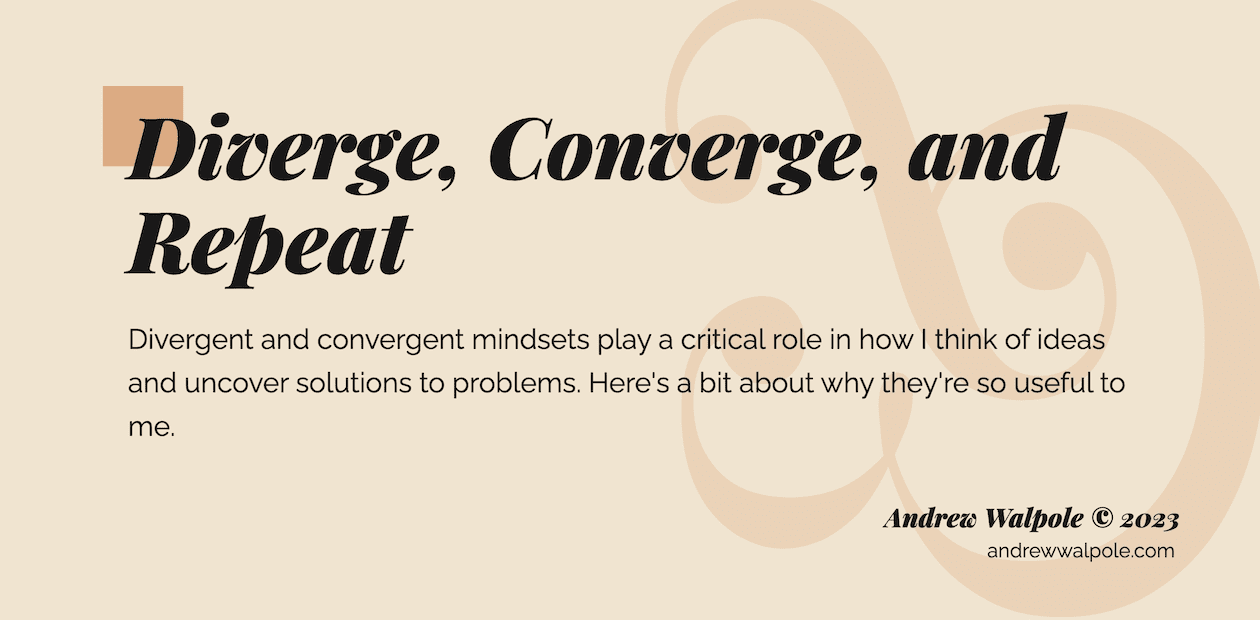 Diverge, Converge, and
Repeat
Divergent and convergent mindsets play a critical role in how I think of ideas
and uncover solutions to problems. Here's a bit about why they're so useful to
me.
Andrew Walpole © 2023
andrewwalpole.com